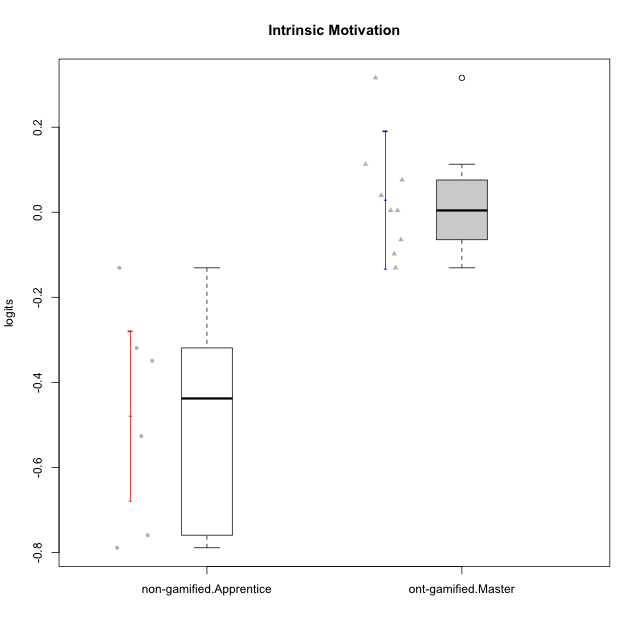 Intrinsic Motivation
logits
0.2
0.0
-0.2
-0.4
-0.6
-0.8
non-gamified.Apprentice
ont-gamified.Master